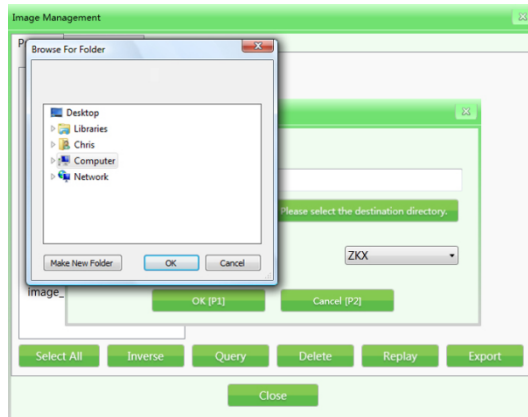 Image Management
Browse For Folder
Desktop
Libraries
Chris
Computer
Network
Please select the destination directory.
ZKX
Make New Folder
OK
Cancel
image_
OK [P1]
Cancel [P2]
Select All
Inverse
Query
Delete
Replay
Export
Close